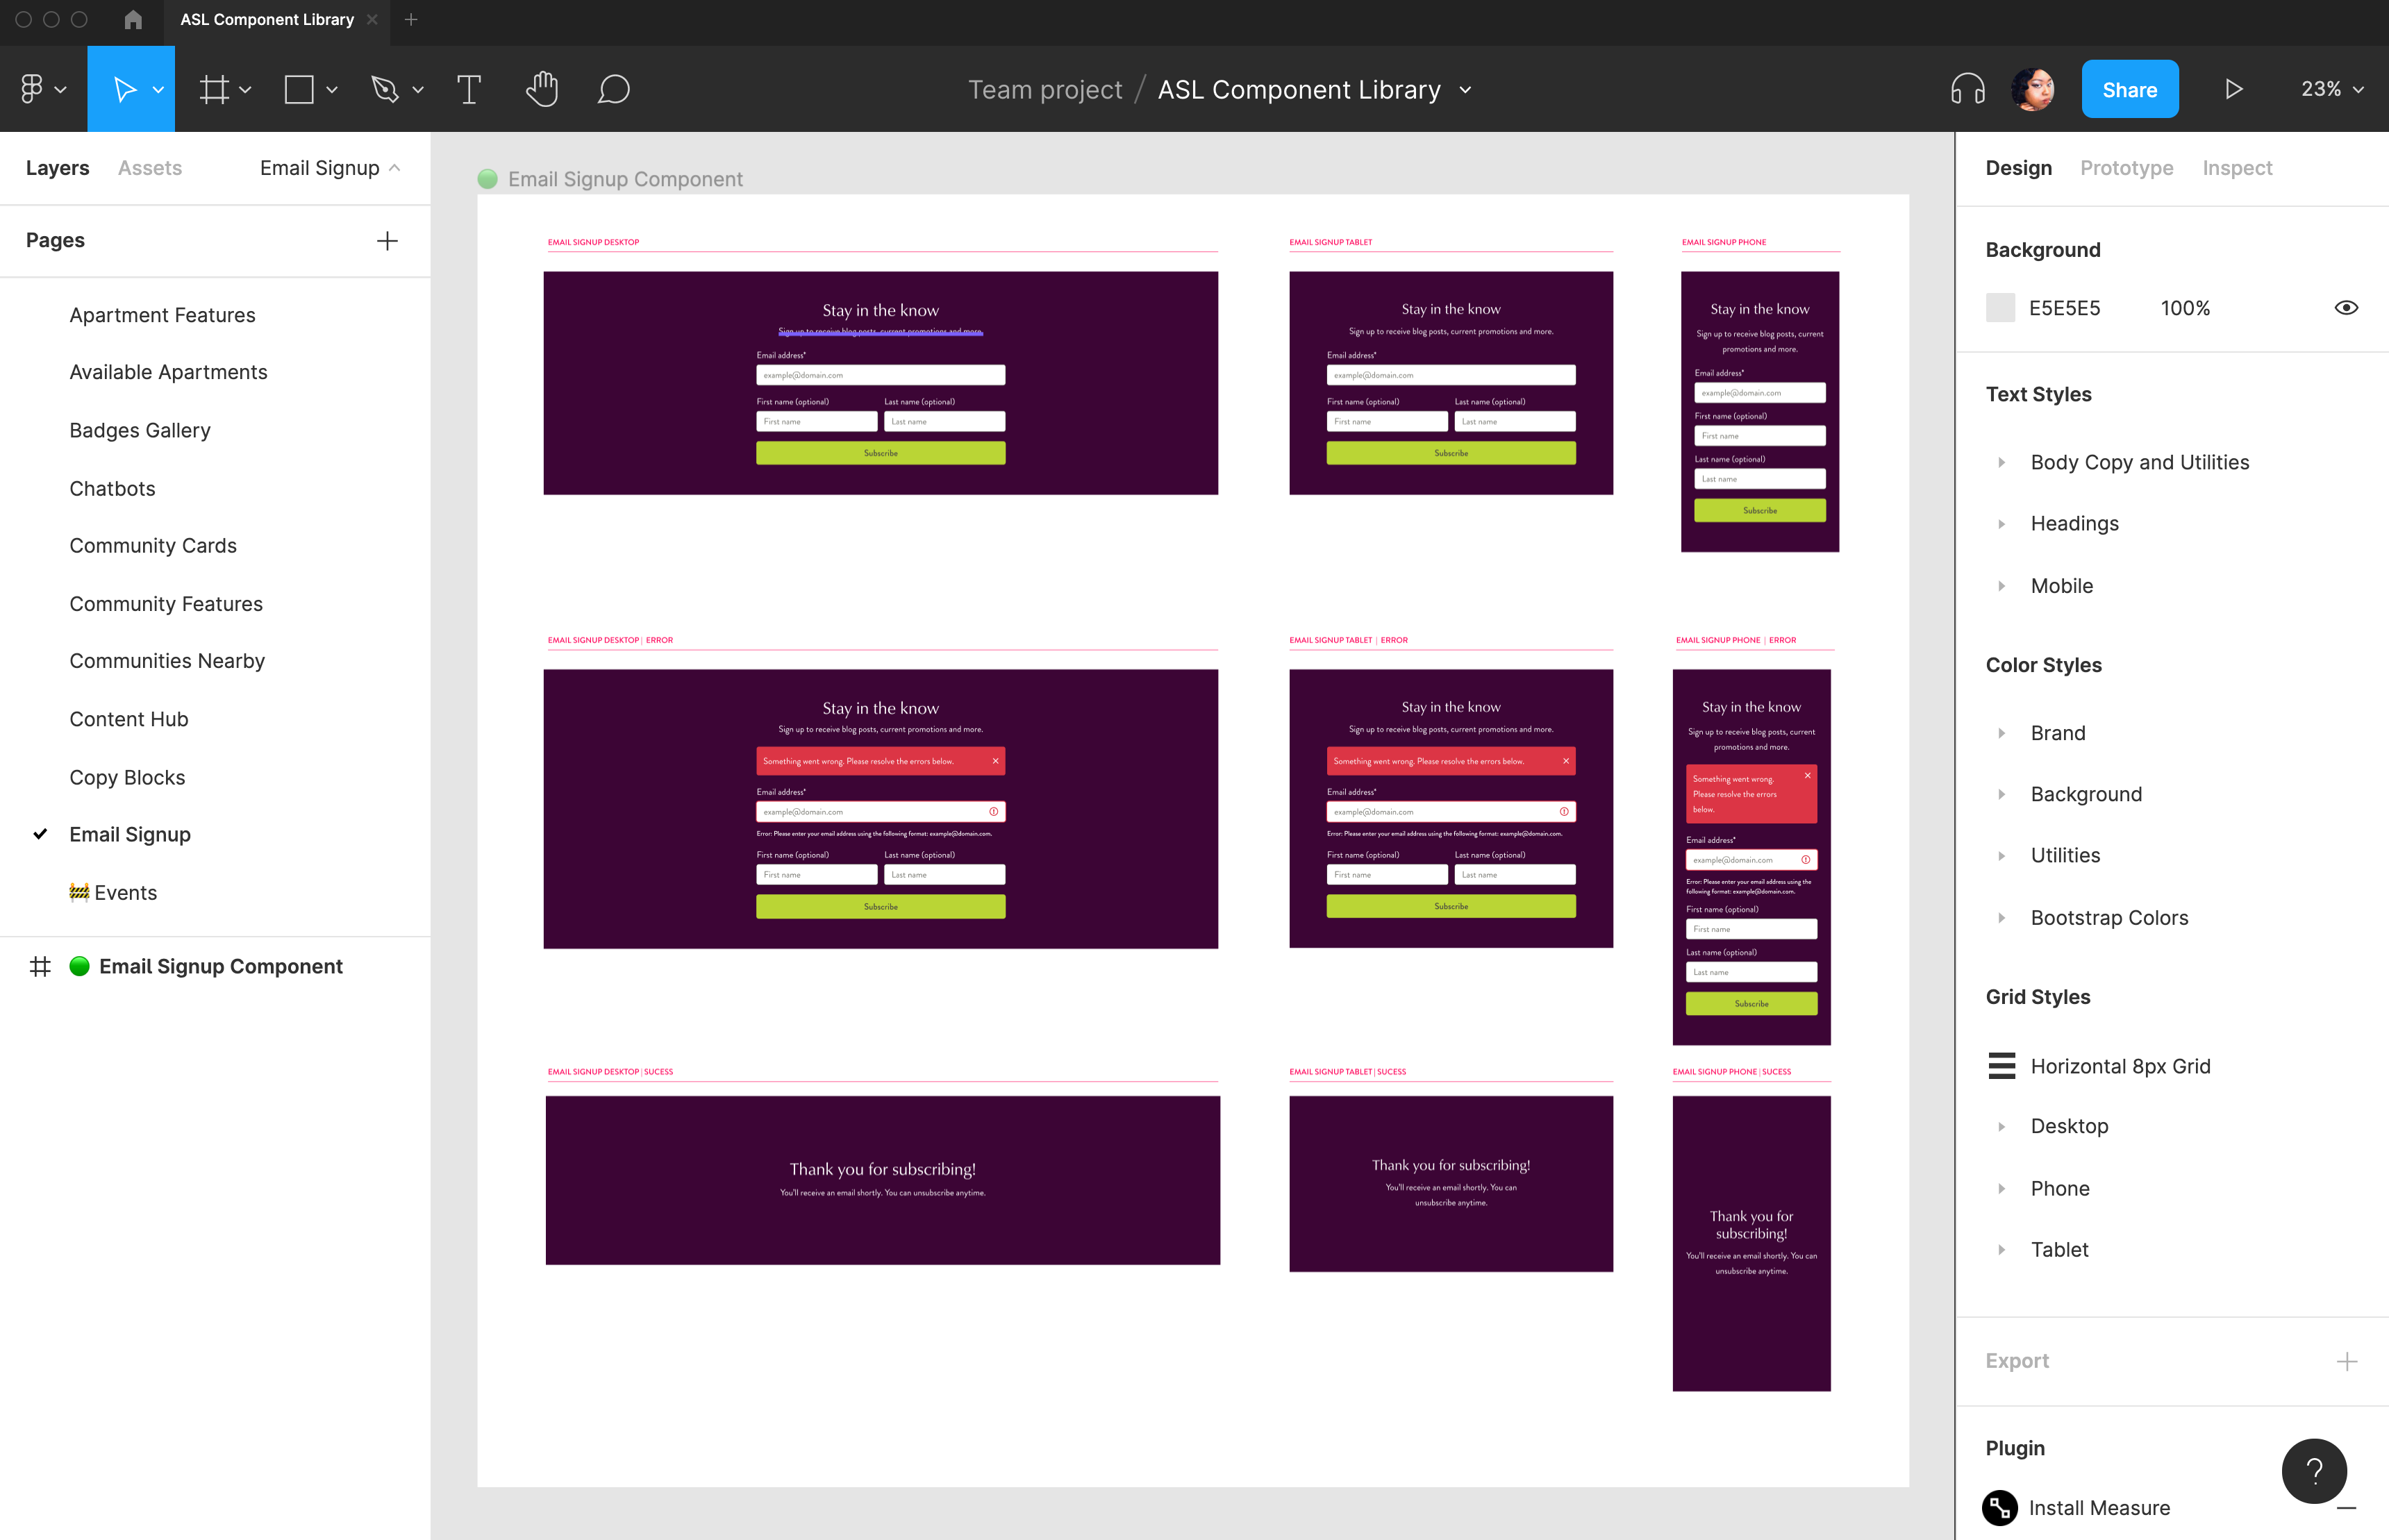 ASL Component Library
Team project / ASL Component Library
Share
23%
Layers
Assets
Email Signup
Pages
Apartment Features
Available Apartments
Badges Gallery
Chatbots
Community Cards
Community Features
Communities Nearby
Content Hub
Copy Blocks
Email Signup
Events
Email Signup Component
Email Signup Component
EMAIL SIGNUP DESKTOP
Stay in the know
Sign up to receive blog posts, current promotions and more.
Email address*
example@domain.com
First name (optional)
Last name (optional)
First name
Last name
Subscribe
EMAIL SIGNUP TABLET
Stay in the know
Sign up to receive blog posts, current promotions and more.
Email address*
example@domain.com
First name (optional)
Last name (optional)
First name
Last name
Subscribe
EMAIL SIGNUP PHONE
Stay in the know
Sign up to receive blog posts, current
promotions and more.
Email address*
example@domain.com
First name (optional)
First name
Last name (optional)
Last name
Subscribe
EMAIL SIGNUP DESKTOP | ERROR
Stay in the know
Sign up to receive blog posts, current promotions and more.
Something went wrong. Please resolve the errors below.
Email address*
example@domain.com
Error: Please enter your email address using the following format: example@domain.com.
First name (optional)
Last name (optional)
First name
Last name
Subscribe
EMAIL SIGNUP TABLET | ERROR
Stay in the know
Sign up to receive blog posts, current promotions and more.
Something went wrong. Please resolve the errors below.
Email address*
example@domain.com
Error: Please enter your email address using the following format: example@domain.com.
First name (optional)
Last name (optional)
First name
Last name
Subscribe
EMAIL SIGNUP PHONE | ERROR
Stay in the know
Sign up to receive blog posts, current
promotions and more.
Something went wrong.
Please resolve the errors
below.
Email address*
example@domain.com
Error: Please enter your email address using the
following format: example@domain.com.
First name (optional)
First name
Last name (optional)
Last name
Subscribe
EMAIL SIGNUP DESKTOP | SUCESS
Thank you for subscribing!
You'll receive an email shortly. You can unsubscribe anytime.
EMAIL SIGNUP TABLET | SUCESS
Thank you for subscribing!
You'll receive an email shortly. You can
unsubscribe anytime.
EMAIL SIGNUP PHONE | SUCESS
Thank you for
subscribing!
You'll receive an email shortly. You can
unsubscribe anytime.
Design
Prototype
Inspect
Background
E5E5E5
100%
Text Styles
Body Copy and Utilities
Headings
Mobile
Color Styles
Brand
Background
Utilities
Bootstrap Colors
Grid Styles
Horizontal 8px Grid
Desktop
Phone
Tablet
Export
Plugin
Install Measure
?